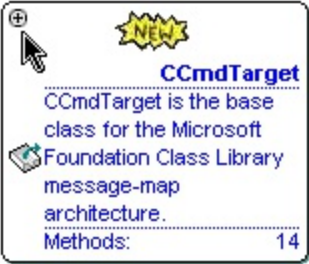 NEW
CCmdTarget
CCmdTarget is the base
class for the Microsoft
Foundation Class Library
message-map
architecture.
Methods: 14